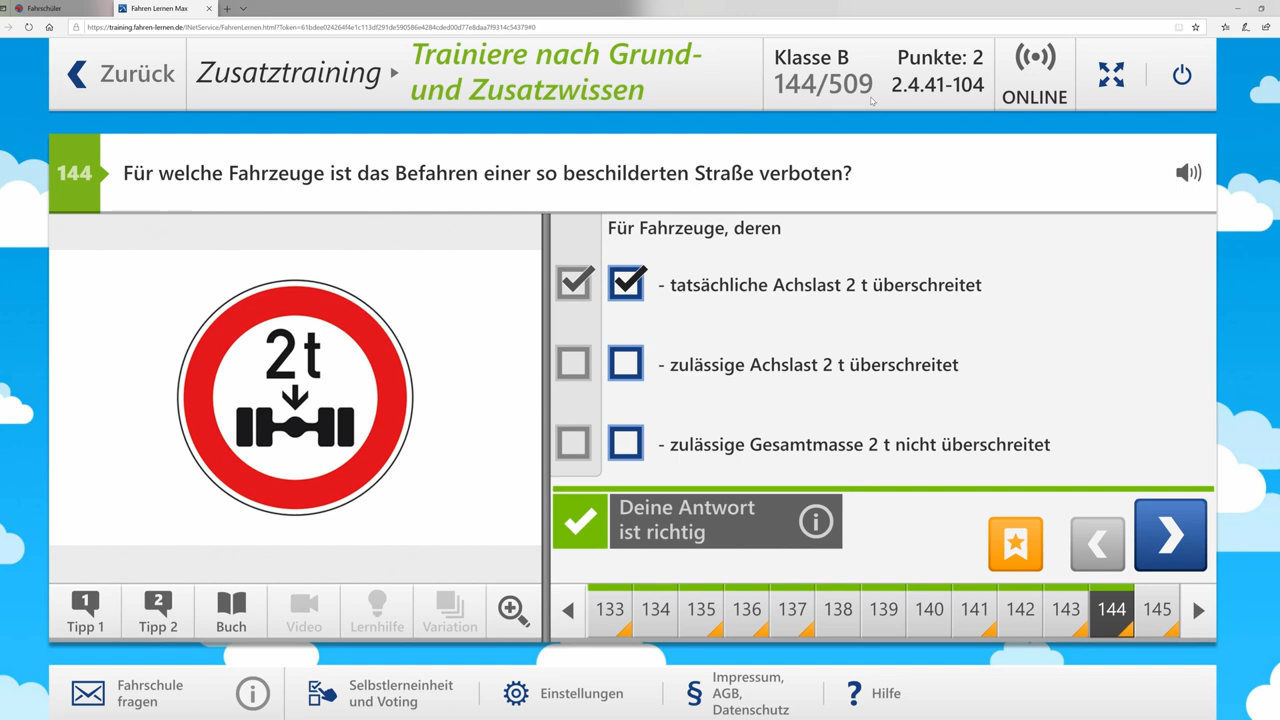 Fahrschüler
Fahren Lernen Max
https://training.fahren-lernen.de/INetService/FahrenLernen.html?Token=
Zurück
Zusatztraining
Trainiere nach Grund-
und Zusatzwissen
Klasse B
144/509
Punkte: 2
2.4.41-104
ONLINE
144
Für welche Fahrzeuge ist das Befahren einer so beschilderten Straße verboten?
2 t
Für Fahrzeuge, deren
- tatsächliche Achslast 2 t überschreitet
- zulässige Achslast 2 t überschreitet
- zulässige Gesamtmasse 2 t nicht überschreitet
Deine Antwort
ist richtig
1
Tipp 1
2
Tipp 2
Buch
Video
Lernhilfe
Variation
133 134 135 136 137 138 139 140 141 142 143 144 145
Fahrschule
fragen
Selbstlerneinheit
und Voting
Einstellungen
§
Impressum,
AGB,
Datenschutz
? Hilfe